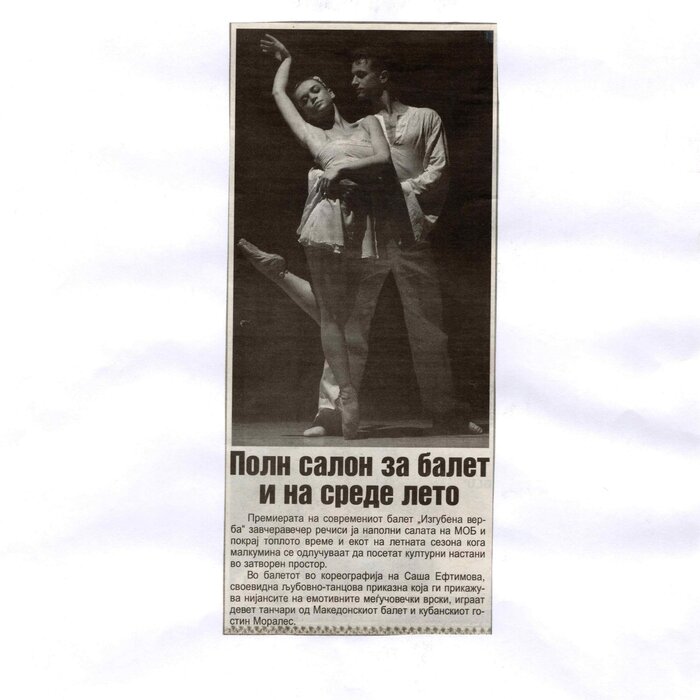 Полн салон за балет
и на среде лето
Премиерата на современиот балет „Изгубена вер-
ба“ завчеравечер речиси ја наполни салата на МОБ и
покрај топлото време и екот на летната сезона кога
малкумина се одлучуваат да посетат културни настани
во затворен простор.
Во балетот во кореографија на Саша Ефтимова,
своевидна љубовно-танцова приказна која ги прикажу-
ва нијансите на емотивните меѓучовечки врски, играат
девет танчари од Македонскиот балет и кубанскиот го-
стин Моралес.